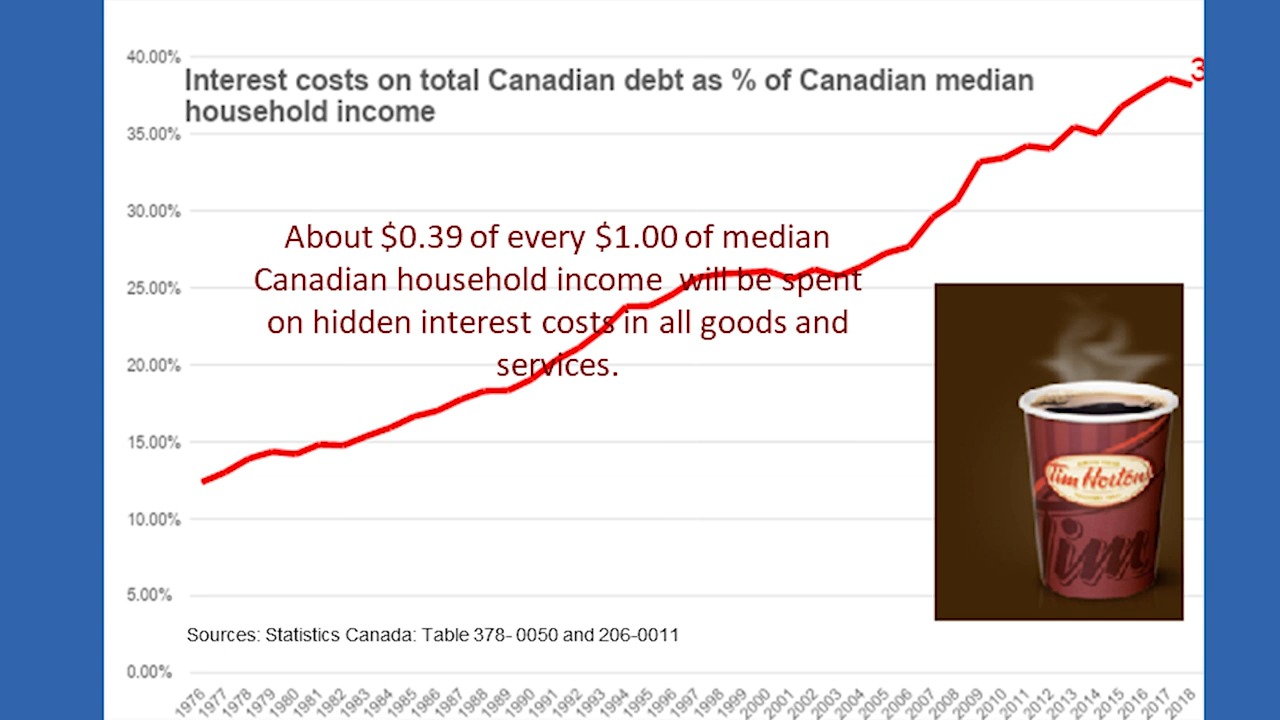 40.00%
Interest costs on total Canadian debt as % of Canadian median
household income
3
35.00%
30.00%
About $0.39 of every $1.00 of median
Canadian household income will be spent
on hidden interest costs in all goods and
services.
25.00%
20.00%
15.00%
10.00%
5.00%
0.00%
Tim Hortons
Tim
Sources: Statistics Canada: Table 378- 0050 and 206-0011
1976 1977 1978 1979 1980 1981 1982 1983 1984 1985 1986 1987 1988 1989 1990 1991 1992 1993 1994 1995 1996 1997 1998 1999 2000 2001 2002 2003 2004 2005 2006 2007 2008 2009 2010 2011 2012 2013 2014 2015 2016 2017 2018